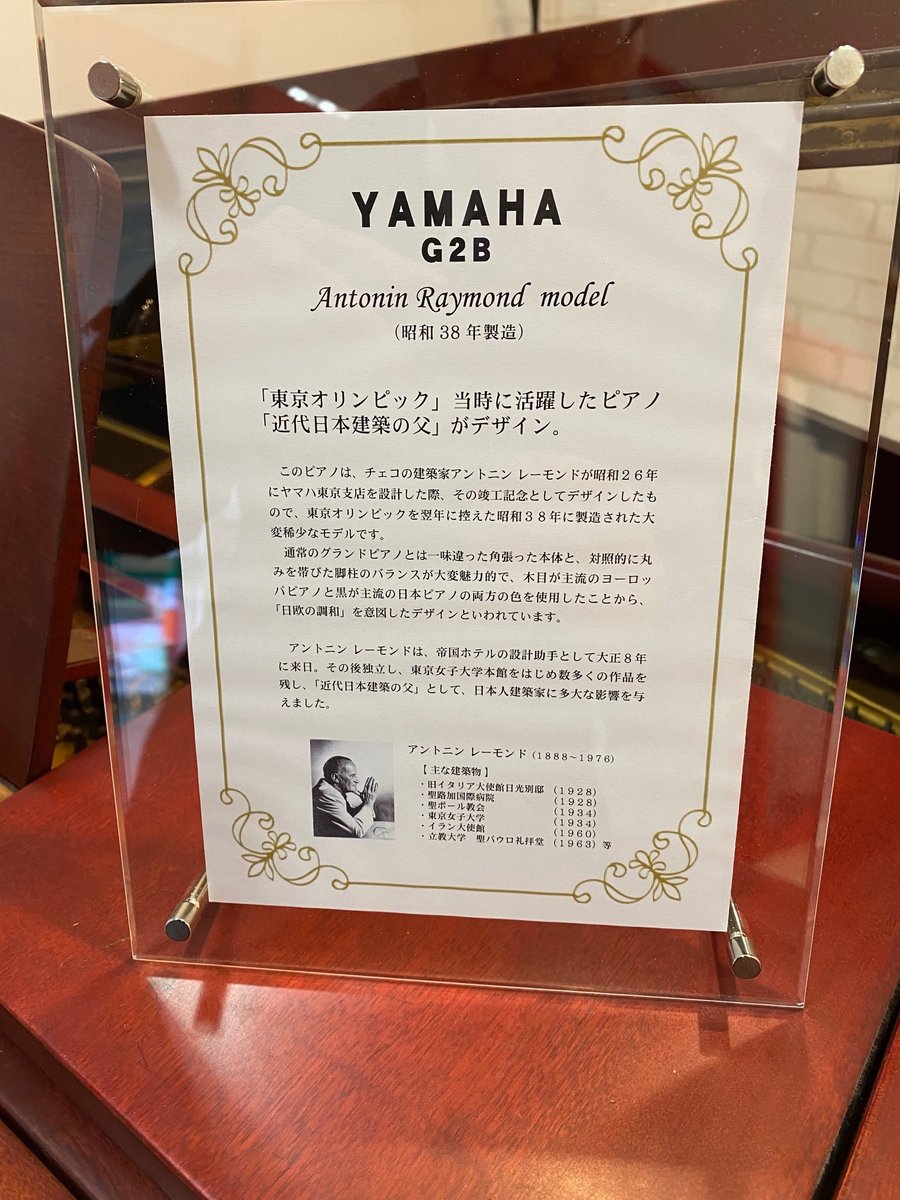 YAMAHA
G2B
Antonin Raymond model
（昭和 38 年製造）
「東京オリンピック」当時に活躍したピアノ
「近代日本建築の父」がデザイン。
このピアノは、チェコの建築家アントニン レーモンドが昭和２６年
にヤマハ東京支店を設計した際、その竣工記念としてデザインしたも
ので、東京オリンピックを翌年に控えた昭和３８年に製造された大
変稀少なモデルです。
通常のグランドピアノとは一味違った角張った本体と、対照的に丸
みを帯びた脚柱のバランスが大変魅力的で、木目が主流のヨーロッ
パピアノと黒が主流の日本ピアノの両方の色を使用したことから、
「日欧の調和」を意図したデザインといわれています。
アントニン レーモンドは、帝国ホテルの設計助手として大正８年
に来日。その後独立し、東京女子大学本館をはじめ数多くの作品を
残し、「近代日本建築の父」として、日本人建築家に多大な影響を与
えました。
アントニン レーモンド（1888～1976）
【 主な建築物 】
・旧イタリア大使館日光別邸 （1928）
・聖路加国際病院 （1928）
・聖ポール教会 （1934）
・東京女子大学 （1934）
・イラン大使館 （1960）
・立教大学 聖パウロ礼拝堂 （1963）等